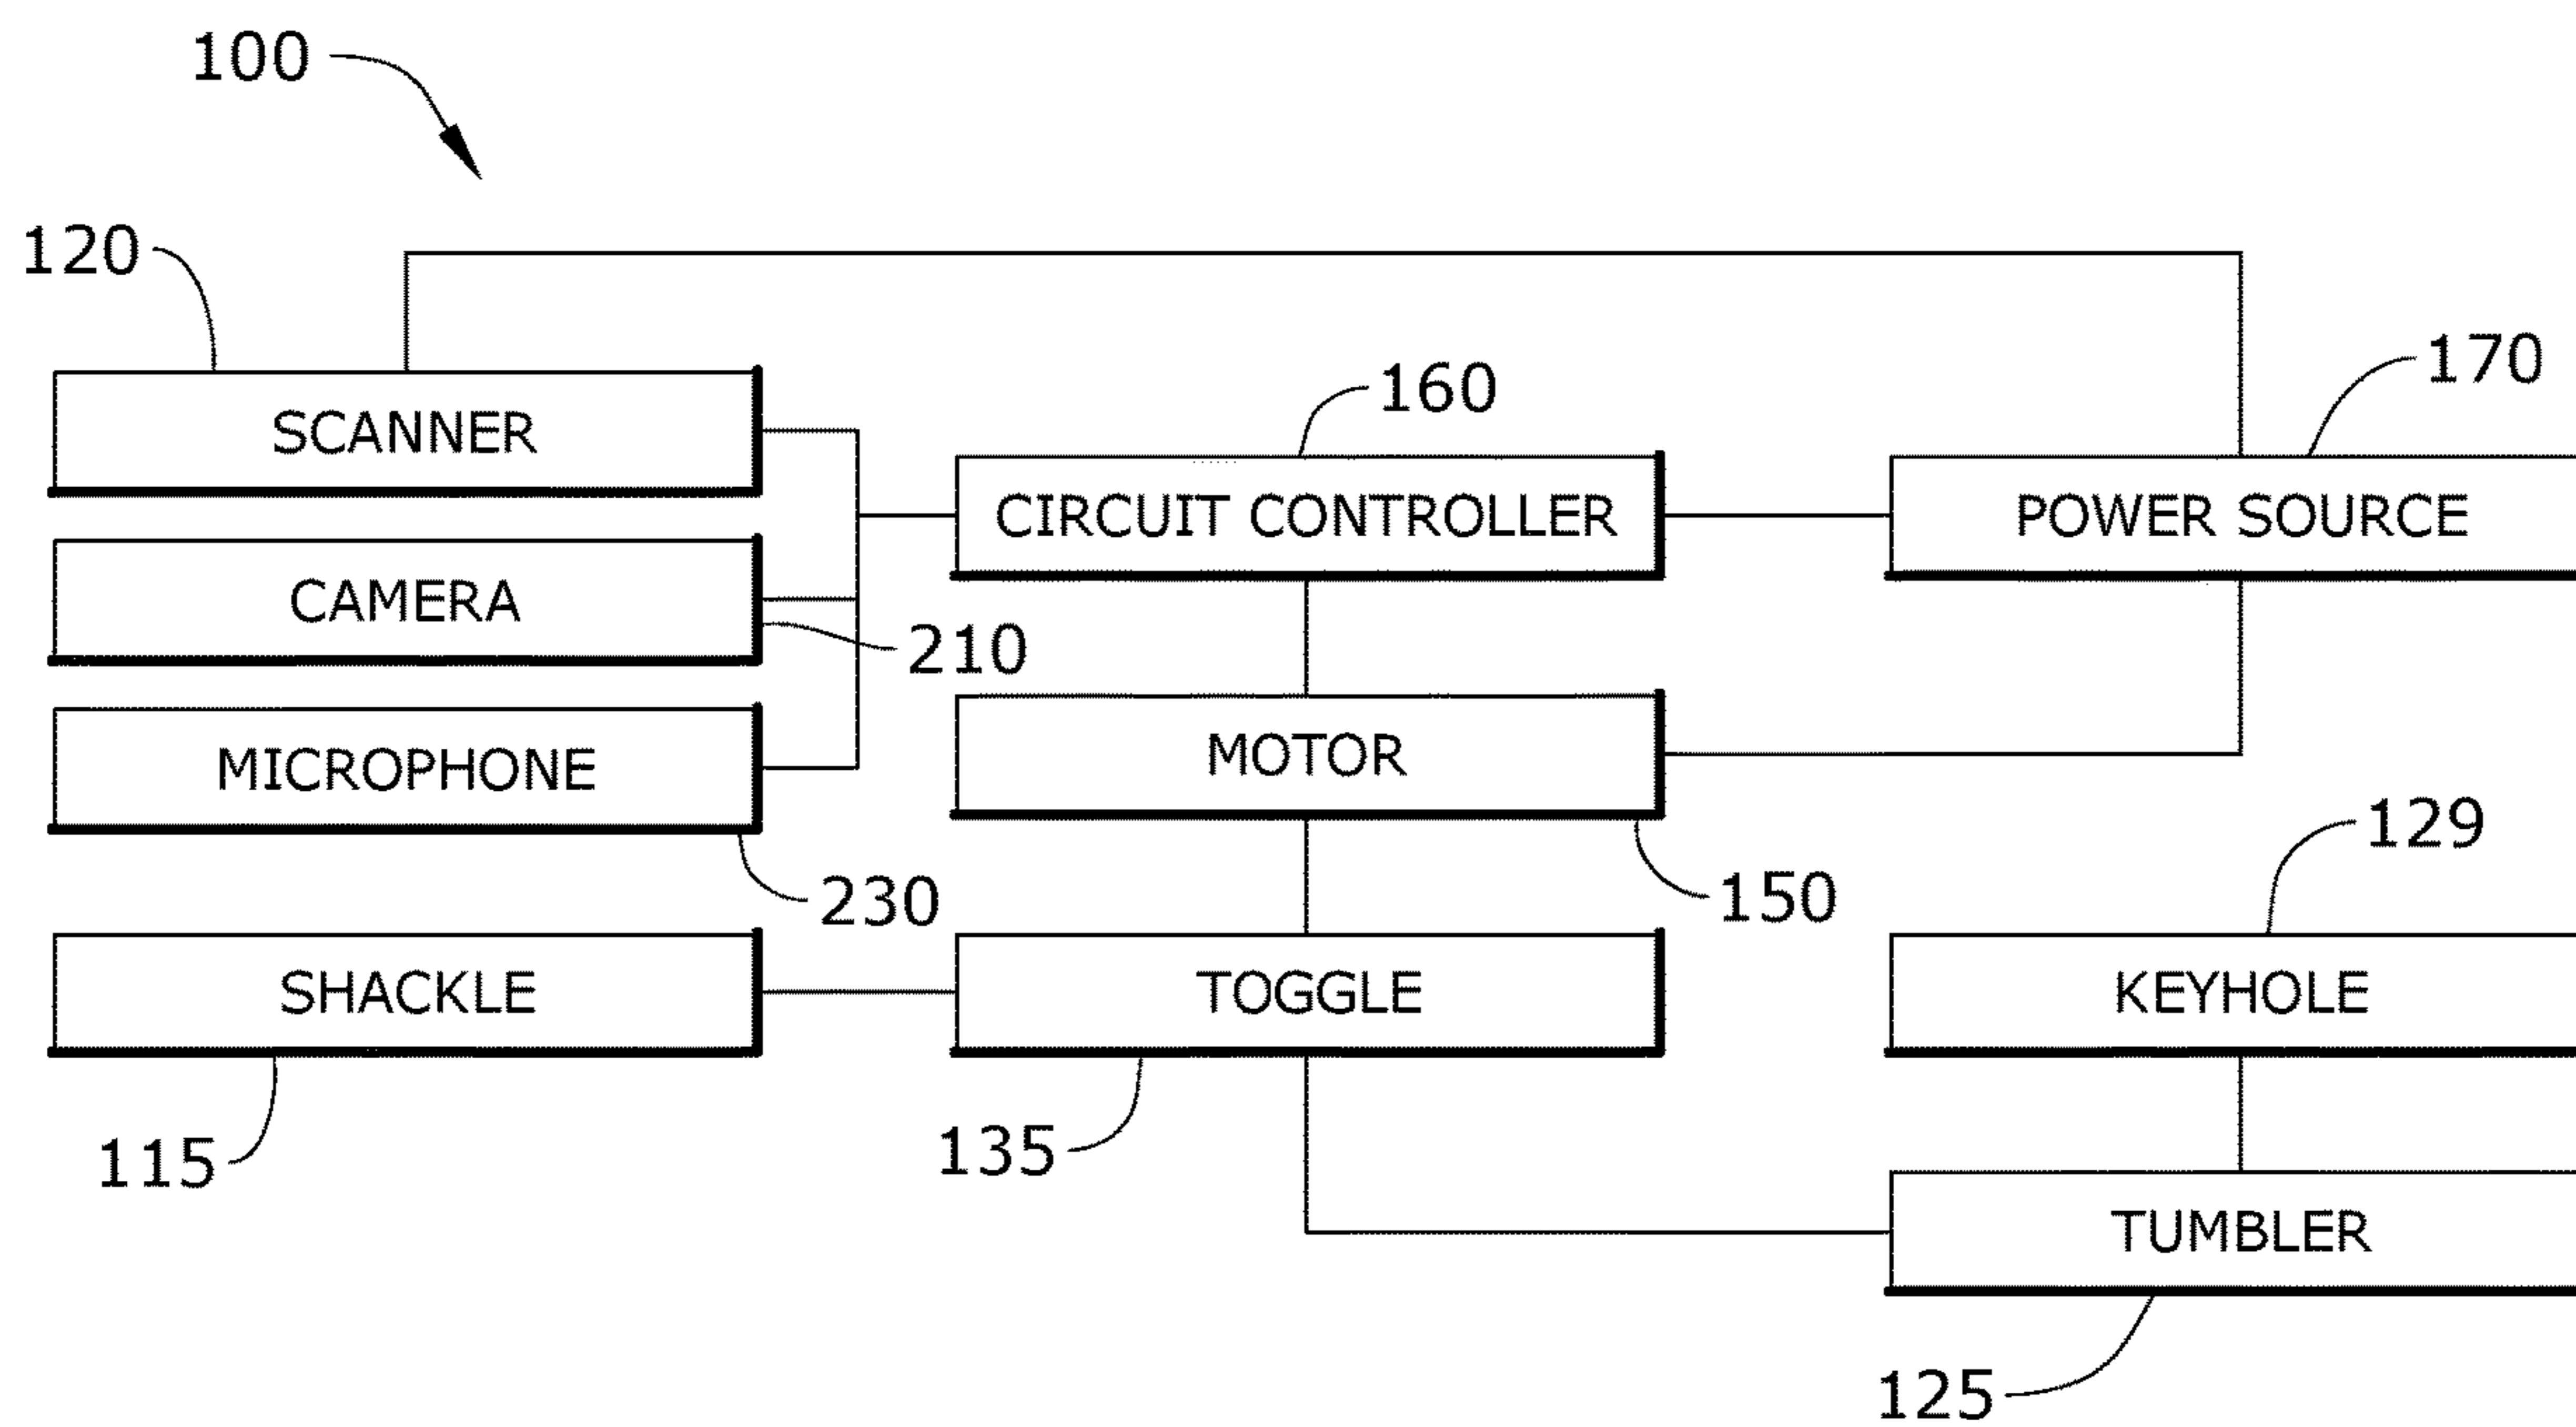 100
120
170
160
SCANNER
CIRCUIT CONTROLLER
POWER SOURCE
CAMERA
210
MICROPHONE
MOTOR
129
230
150
SHACKLE
TOGGLE
KEYHOLE
115
135
TUMBLER
125